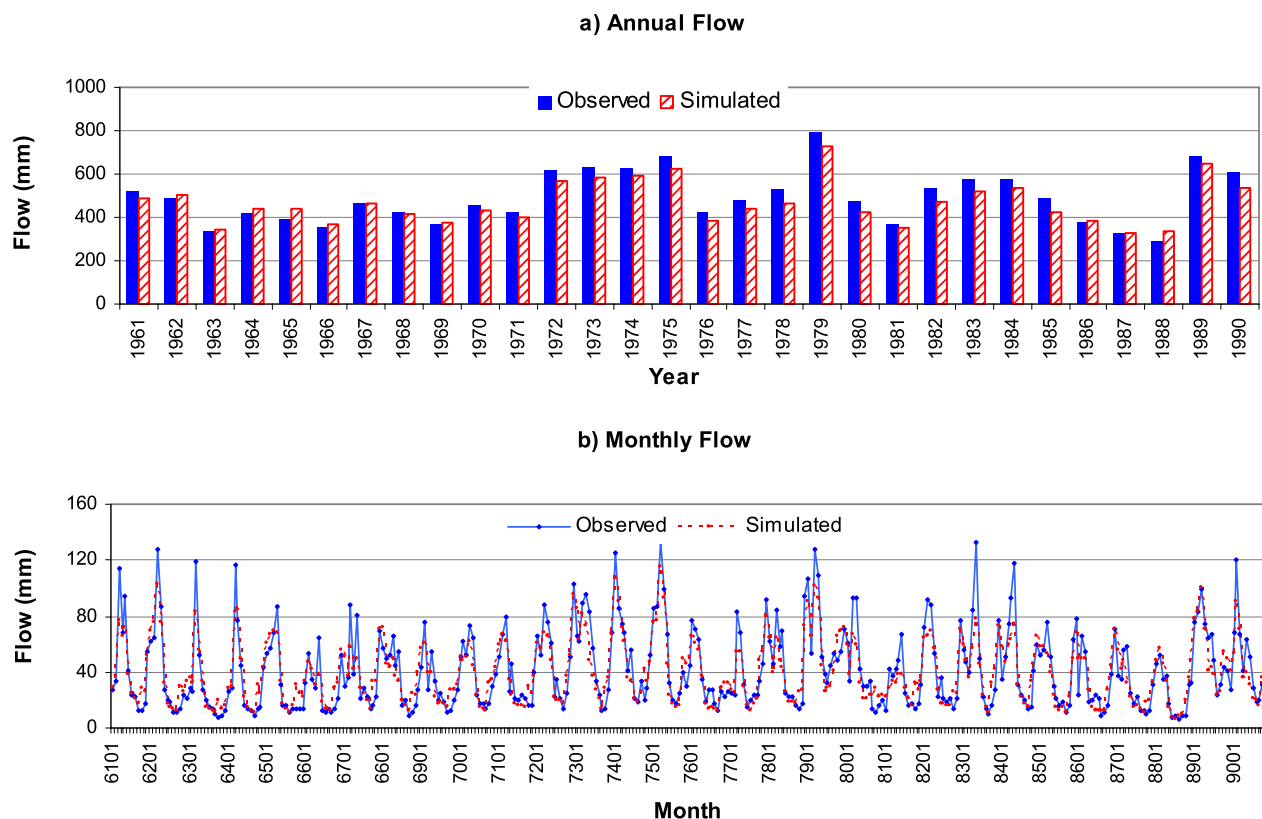 a) Annual Flow
1000
800
600
400
200
0
Flow (mm)
Observed Simulated
1961 1962 1963 1964 1965 1966 1967 1968 1969 1970 1971 1972 1973 1974 1975 1976 1977 1978 1979 1980 1981 1982 1983 1984 1985 1986 1987 1988 1989 1990
Year
b) Monthly Flow
160
120
80
40
0
Flow (mm)
Observed Simulated
6101 6201 6301 6401 6501 6601 6701 6801 6901 7001 7101 7201 7301 7401 7501 7601 7701 7801 7901 8001 8101 8201 8301 8401 8501 8601 8701 8801 8901 9001
Month